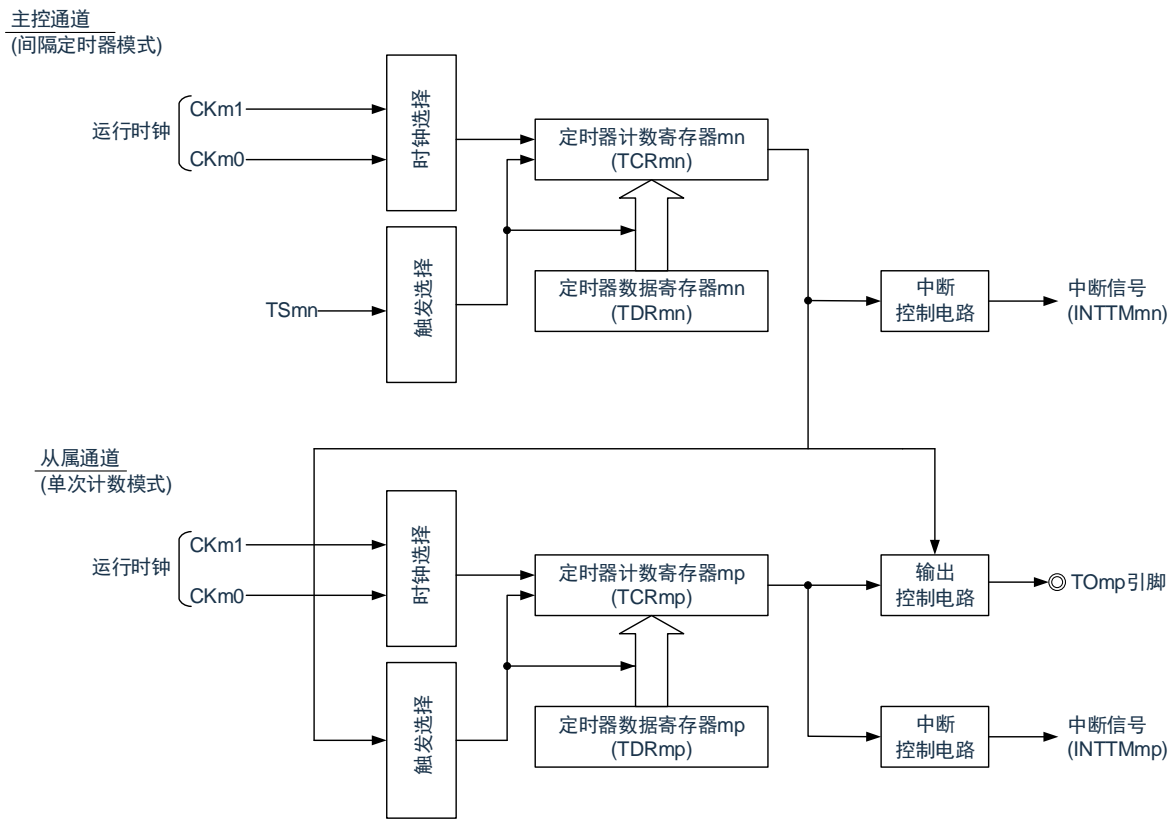 主控通道
(间隔定时器模式)
运行时钟
CKm1
CKm0
时钟选择
定时器计数寄存器mn
(TCRmn)
TSmn
触发选择
定时器数据寄存器mn
(TDRmn)
中断
控制电路
中断信号
(INTTMmn)
从属通道
(单次计数模式)
运行时钟
CKm1
CKm0
时钟选择
定时器计数寄存器mp
(TCRmp)
输出
控制电路
TOmp引脚
触发选择
定时器数据寄存器mp
(TDRmp)
中断
控制电路
中断信号
(INTTMmp)